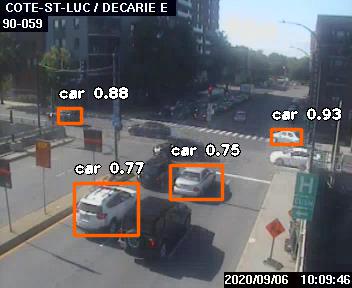 COTE-ST-LUC / DECARIE E
90-059
car 0.88
car 0.93
car 0.75
car 0.77
H
2020/09/06 10:09:46